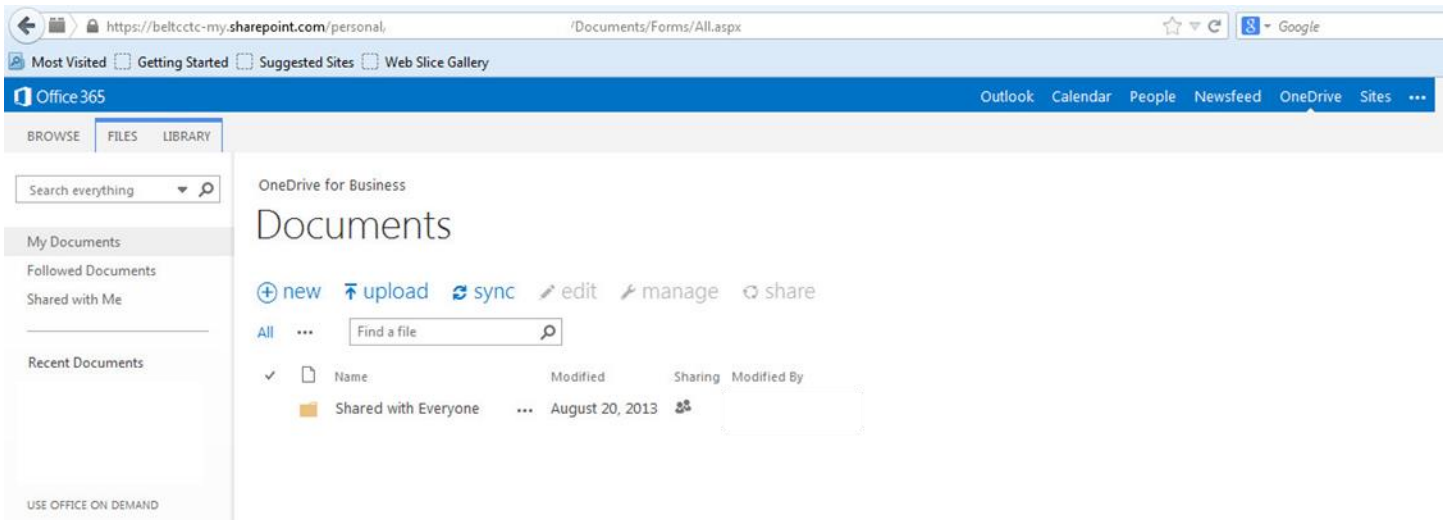 https://beltcctc-my.sharepoint.com/personal/ /Documents/Forms/All.aspx Google
Most Visited Getting Started Suggested Sites Web Slice Gallery
Office 365 Outlook Calendar People Newsfeed OneDrive Sites •••
BROWSE FILES LIBRARY
Search everything
My Documents
Followed Documents
Shared with Me
Recent Documents
USE OFFICE ON DEMAND
OneDrive for Business
Documents
new upload sync edit manage share
All ••• Find a file
Name Modified Sharing Modified By
Shared with Everyone ••• August 20, 2013